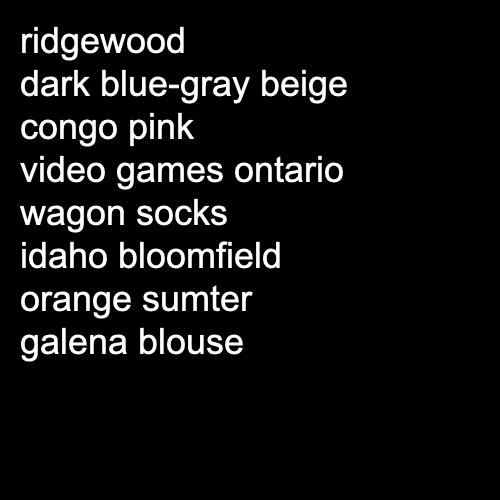 ridgewood
dark blue-gray beige
congo pink
video games ontario
wagon socks
idaho bloomfield
orange sumter
galena blouse